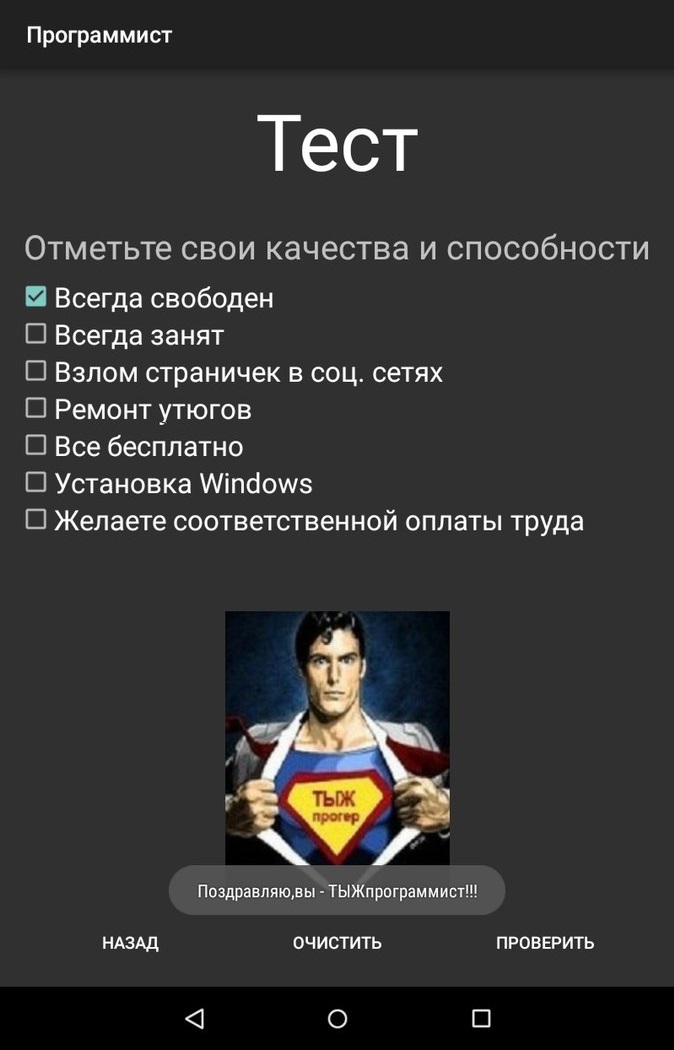 Программист
Тест
Отметьте свои качества и способности
Всегда свободен
Всегда занят
Взлом страничек в соц. сетях
Ремонт утюгов
Все бесплатно
Установка Windows
Желаете соответственной оплаты труда
ТЫЖ
прогер
Поздравляю,вы - ТЫЖпрограммист!!!
НАЗАД ОЧИСТИТЬ ПРОВЕРИТЬ